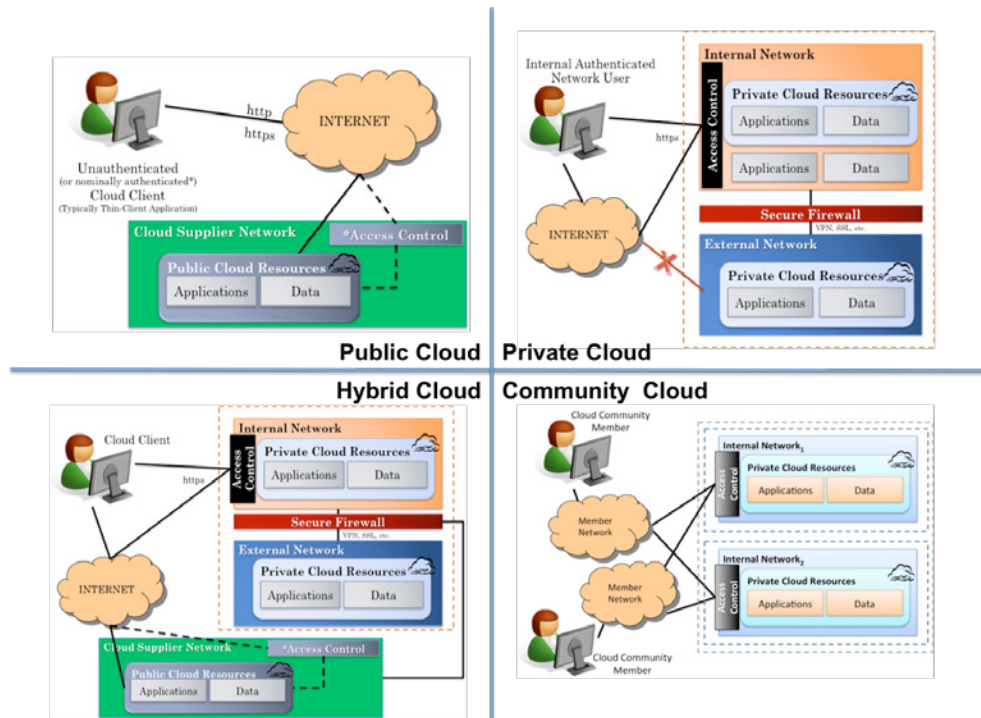 http
https
INTERNET
Unauthenticated
(or nominally authenticated*)
Cloud Client
(Typically Thin-Client Application)
Cloud Supplier Network
*Access Control
Public Cloud Resources
Applications
Data
Public Cloud
Internal Authenticated
Network User
https
INTERNET
Internal Network
Access Control
Private Cloud Resources
Applications
Data
Applications
Data
Secure Firewall
VPN, SSL, etc.
External Network
Private Cloud Resources
Applications
Data
Private Cloud
Hybrid Cloud
Cloud Client
https
INTERNET
Internal Network
Access Control
Private Cloud Resources
Applications
Data
Secure Firewall
VPN, SSL, etc.
External Network
Private Cloud Resources
Applications
Data
Cloud Supplier Network
*Access Control
Public Cloud Resources
Applications
Data
Community Cloud
Cloud Community
Member
Member
Network
Member
Network
Cloud Community
Member
Internal Network1
Access Control
Private Cloud Resources
Applications
Data
Internal Network2
Access Control
Private Cloud Resources
Applications
Data